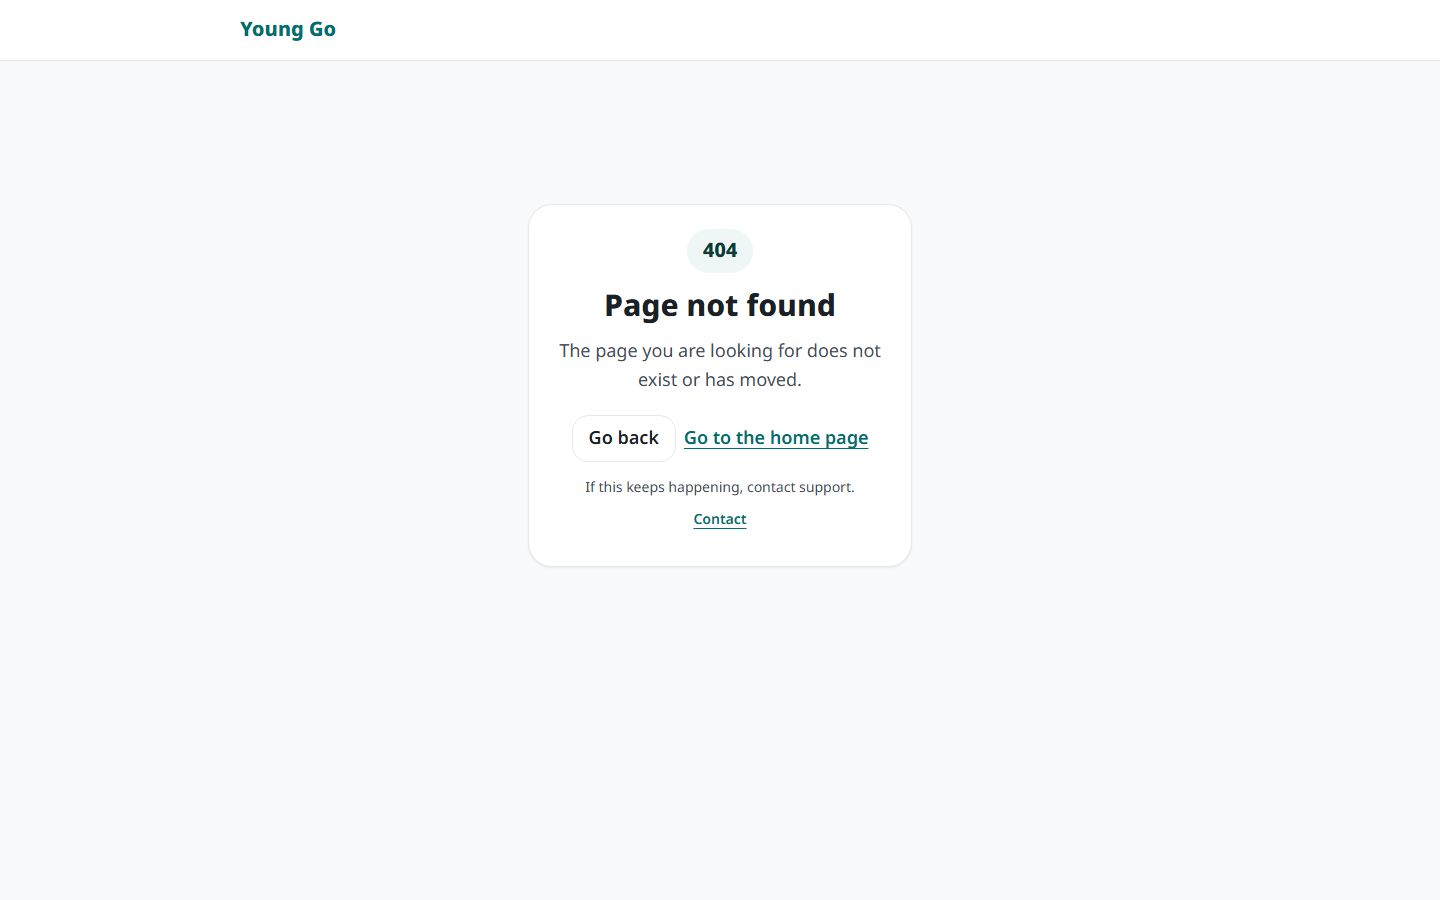 Young Go
404
Page not found
The page you are looking for does not
exist or has moved.
Go back Go to the home page
If this keeps happening, contact support.
Contact